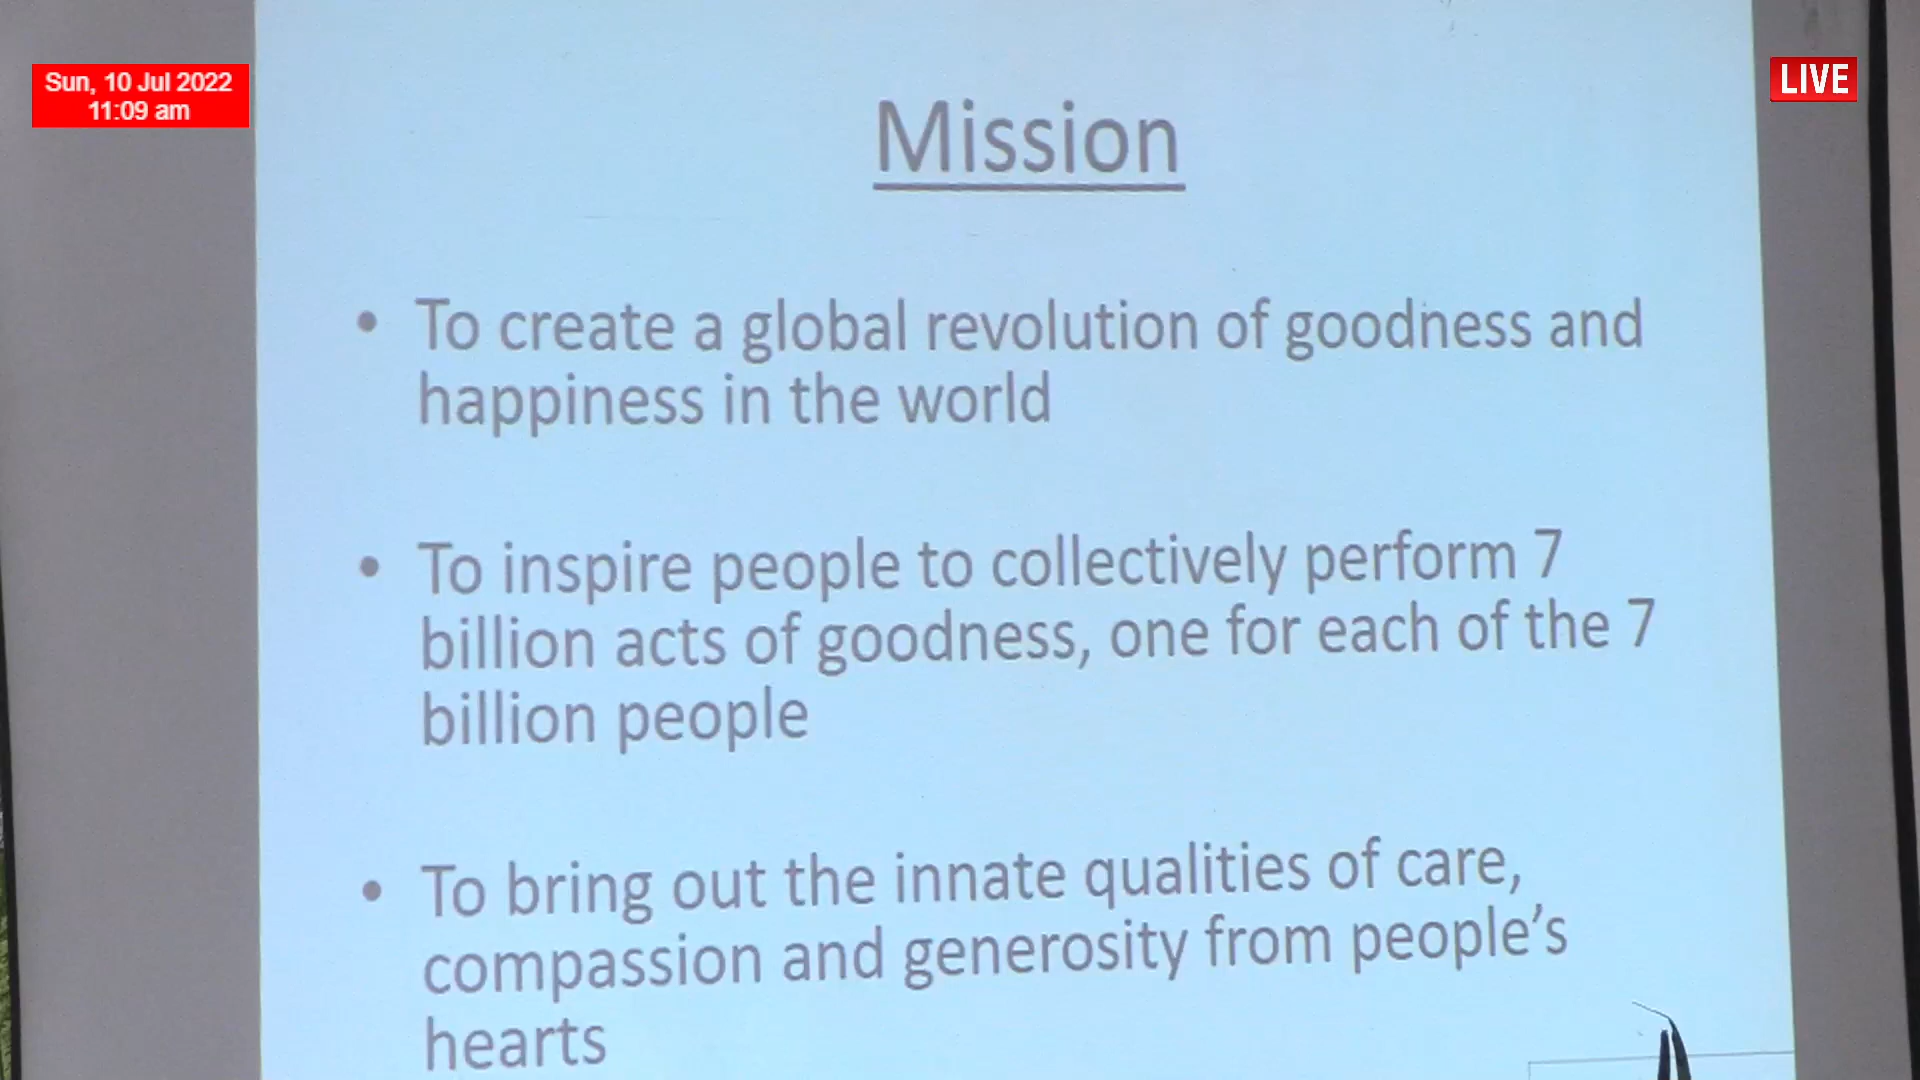 Sun, 10 Jul 2022
11:09 am
LIVE
Mission
• To create a global revolution of goodness and
happiness in the world
• To inspire people to collectively perform 7
billion acts of goodness, one for each of the 7
billion people
• To bring out the innate qualities of care,
compassion and generosity from people's
hearts